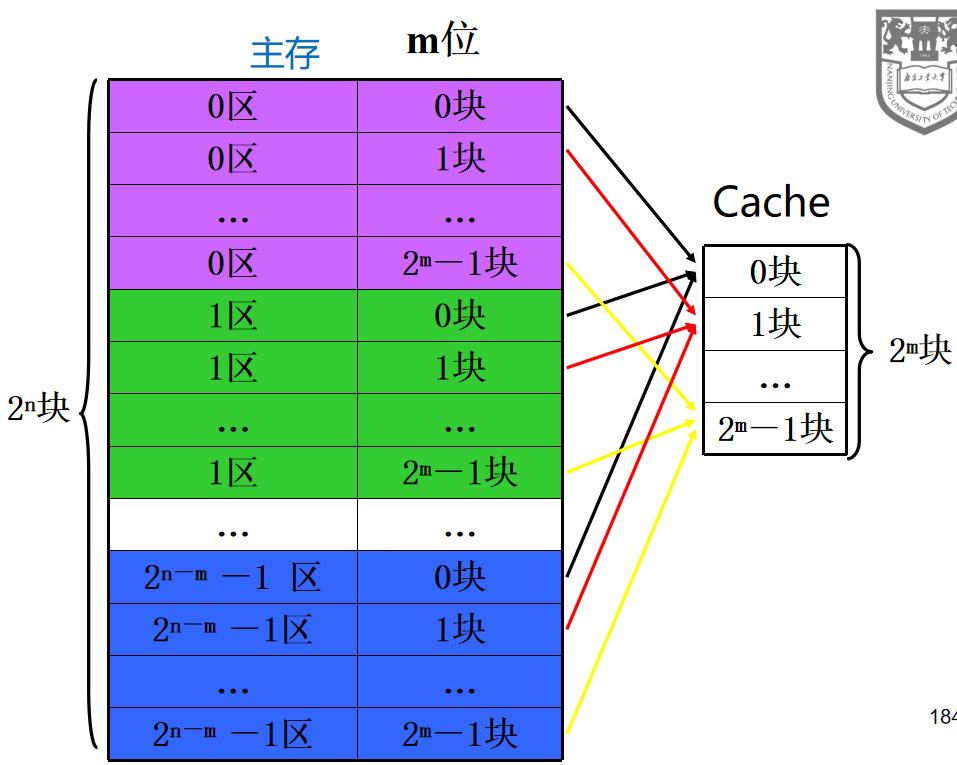 主存 m位
0区 0块
0区 1块
… …
0区 2ᵐ－1块
1区 0块
1区 1块
… …
1区 2ᵐ－1块
… …
2ⁿ⁻ᵐ －1 区 0块
2ⁿ⁻ᵐ －1区 1块
… …
2ⁿ⁻ᵐ －1区 2ᵐ－1块
2ⁿ块
Cache
0块
1块
…
2ᵐ－1块
2ᵐ块
184